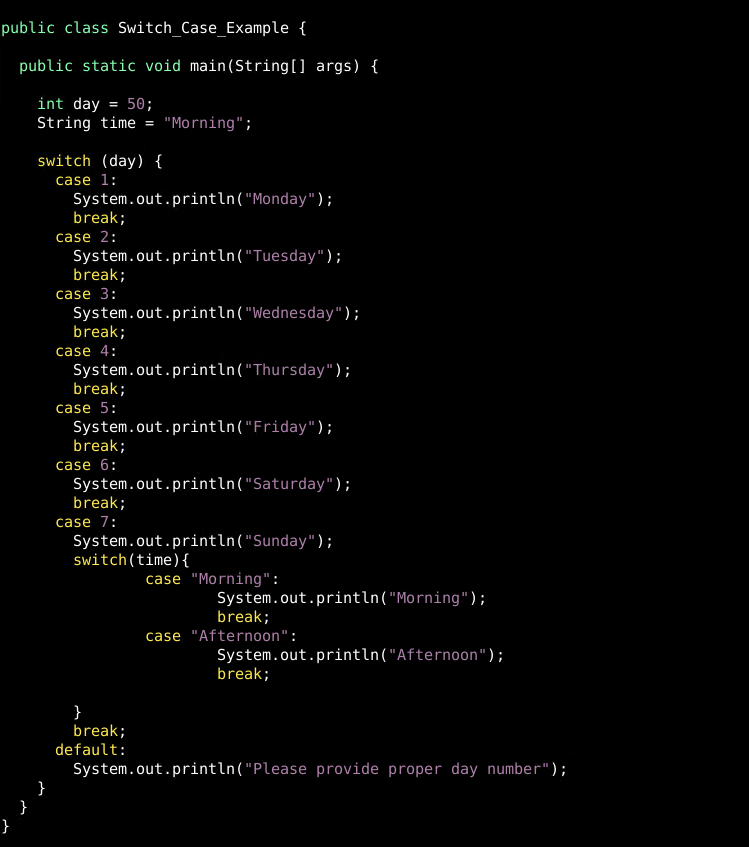 public class Switch_Case_Example {
public static void main(String[] args) {
int day = 50;
String time = "Morning";
switch (day) {
case 1:
System.out.println("Monday");
break;
case 2:
System.out.println("Tuesday");
break;
case 3:
System.out.println("Wednesday");
break;
case 4:
System.out.println("Thursday");
break;
case 5:
System.out.println("Friday");
break;
case 6:
System.out.println("Saturday");
break;
case 7:
System.out.println("Sunday");
switch(time){
case "Morning":
System.out.println("Morning");
break;
case "Afternoon":
System.out.println("Afternoon");
break;
}
break;
default:
System.out.println("Please provide proper day number");
}
}
}